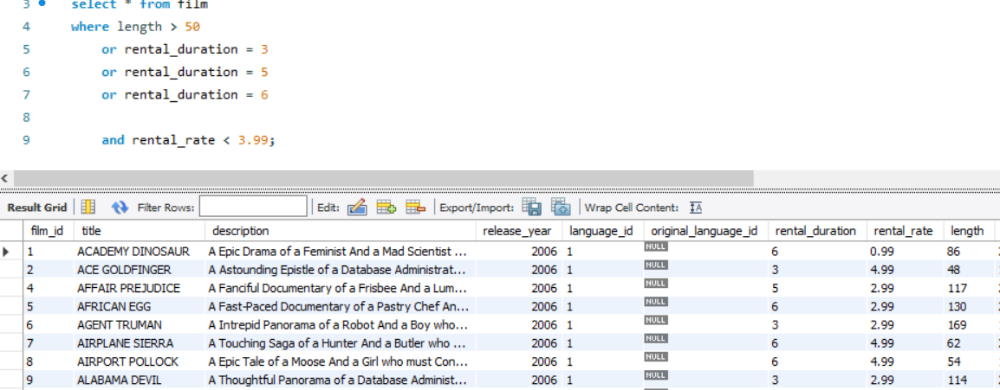 3 select * from film
4 where length > 50
5 or rental_duration = 3
6 or rental_duration = 5
7 or rental_duration = 6
8
9 and rental_rate < 3.99;
Result Grid Filter Rows: Edit: Export/Import: Wrap Cell Content: IA
film_id title description release_year language_id original_language_id rental_duration rental_rate length
1 ACADEMY DINOSAUR A Epic Drama of a Feminist And a Mad Scientist ... 2006 1 NULL 6 0.99 86
2 ACE GOLDFINGER A Astounding Epistle of a Database Administrat... 2006 1 NULL 3 4.99 48
4 AFFAIR PREJUDICE A Fanciful Documentary of a Frisbee And a Lum... 2006 1 NULL 5 2.99 117
5 AFRICAN EGG A Fast-Paced Documentary of a Pastry Chef An... 2006 1 NULL 6 2.99 130
6 AGENT TRUMAN A Intrepid Panorama of a Robot And a Boy who... 2006 1 NULL 3 2.99 169
7 AIRPLANE SIERRA A Touching Saga of a Hunter And a Butler who ... 2006 1 NULL 6 4.99 62
8 AIRPORT POLLOCK A Epic Tale of a Moose And a Girl who must Con... 2006 1 NULL 6 4.99 54
9 ALABAMA DEVIL A Thoughtful Panorama of a Database Administ... 2006 1 NULL 3 2.99 114